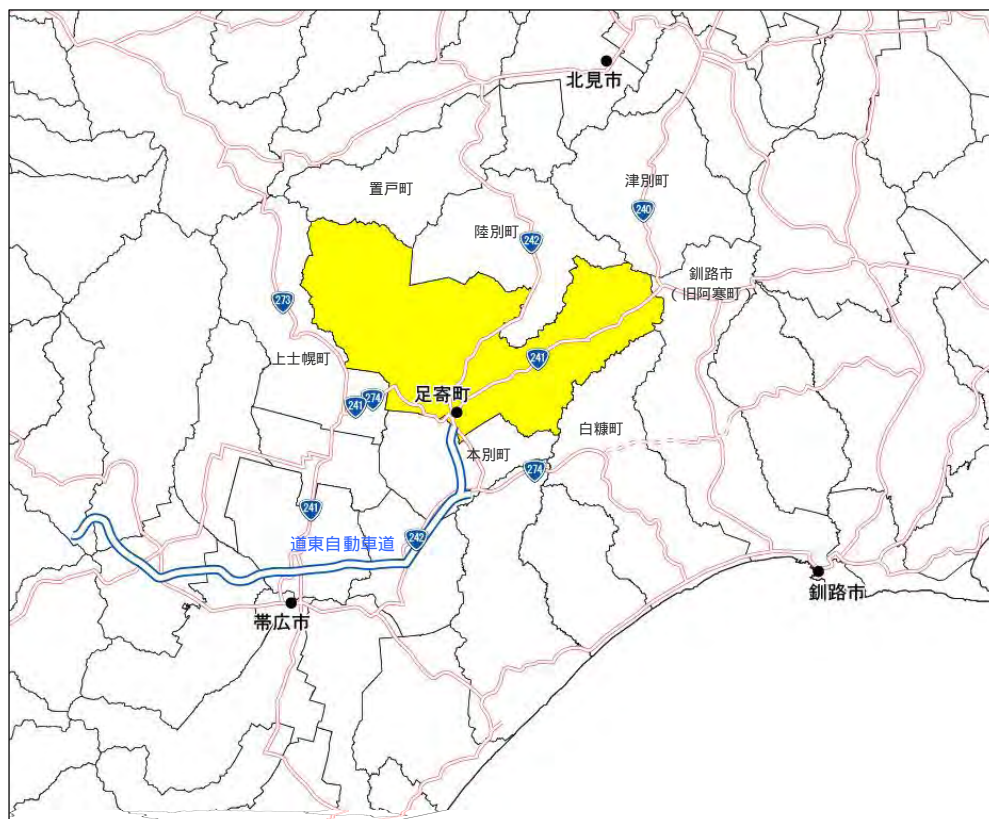 北見市
置戸町
津別町
240
陸別町
242
釧路市
(旧阿寒町)
273
上士幌町
241
274
241
足寄町
白糠町
本別町
274
241
道東自動車道
242
釧路市
帯広市